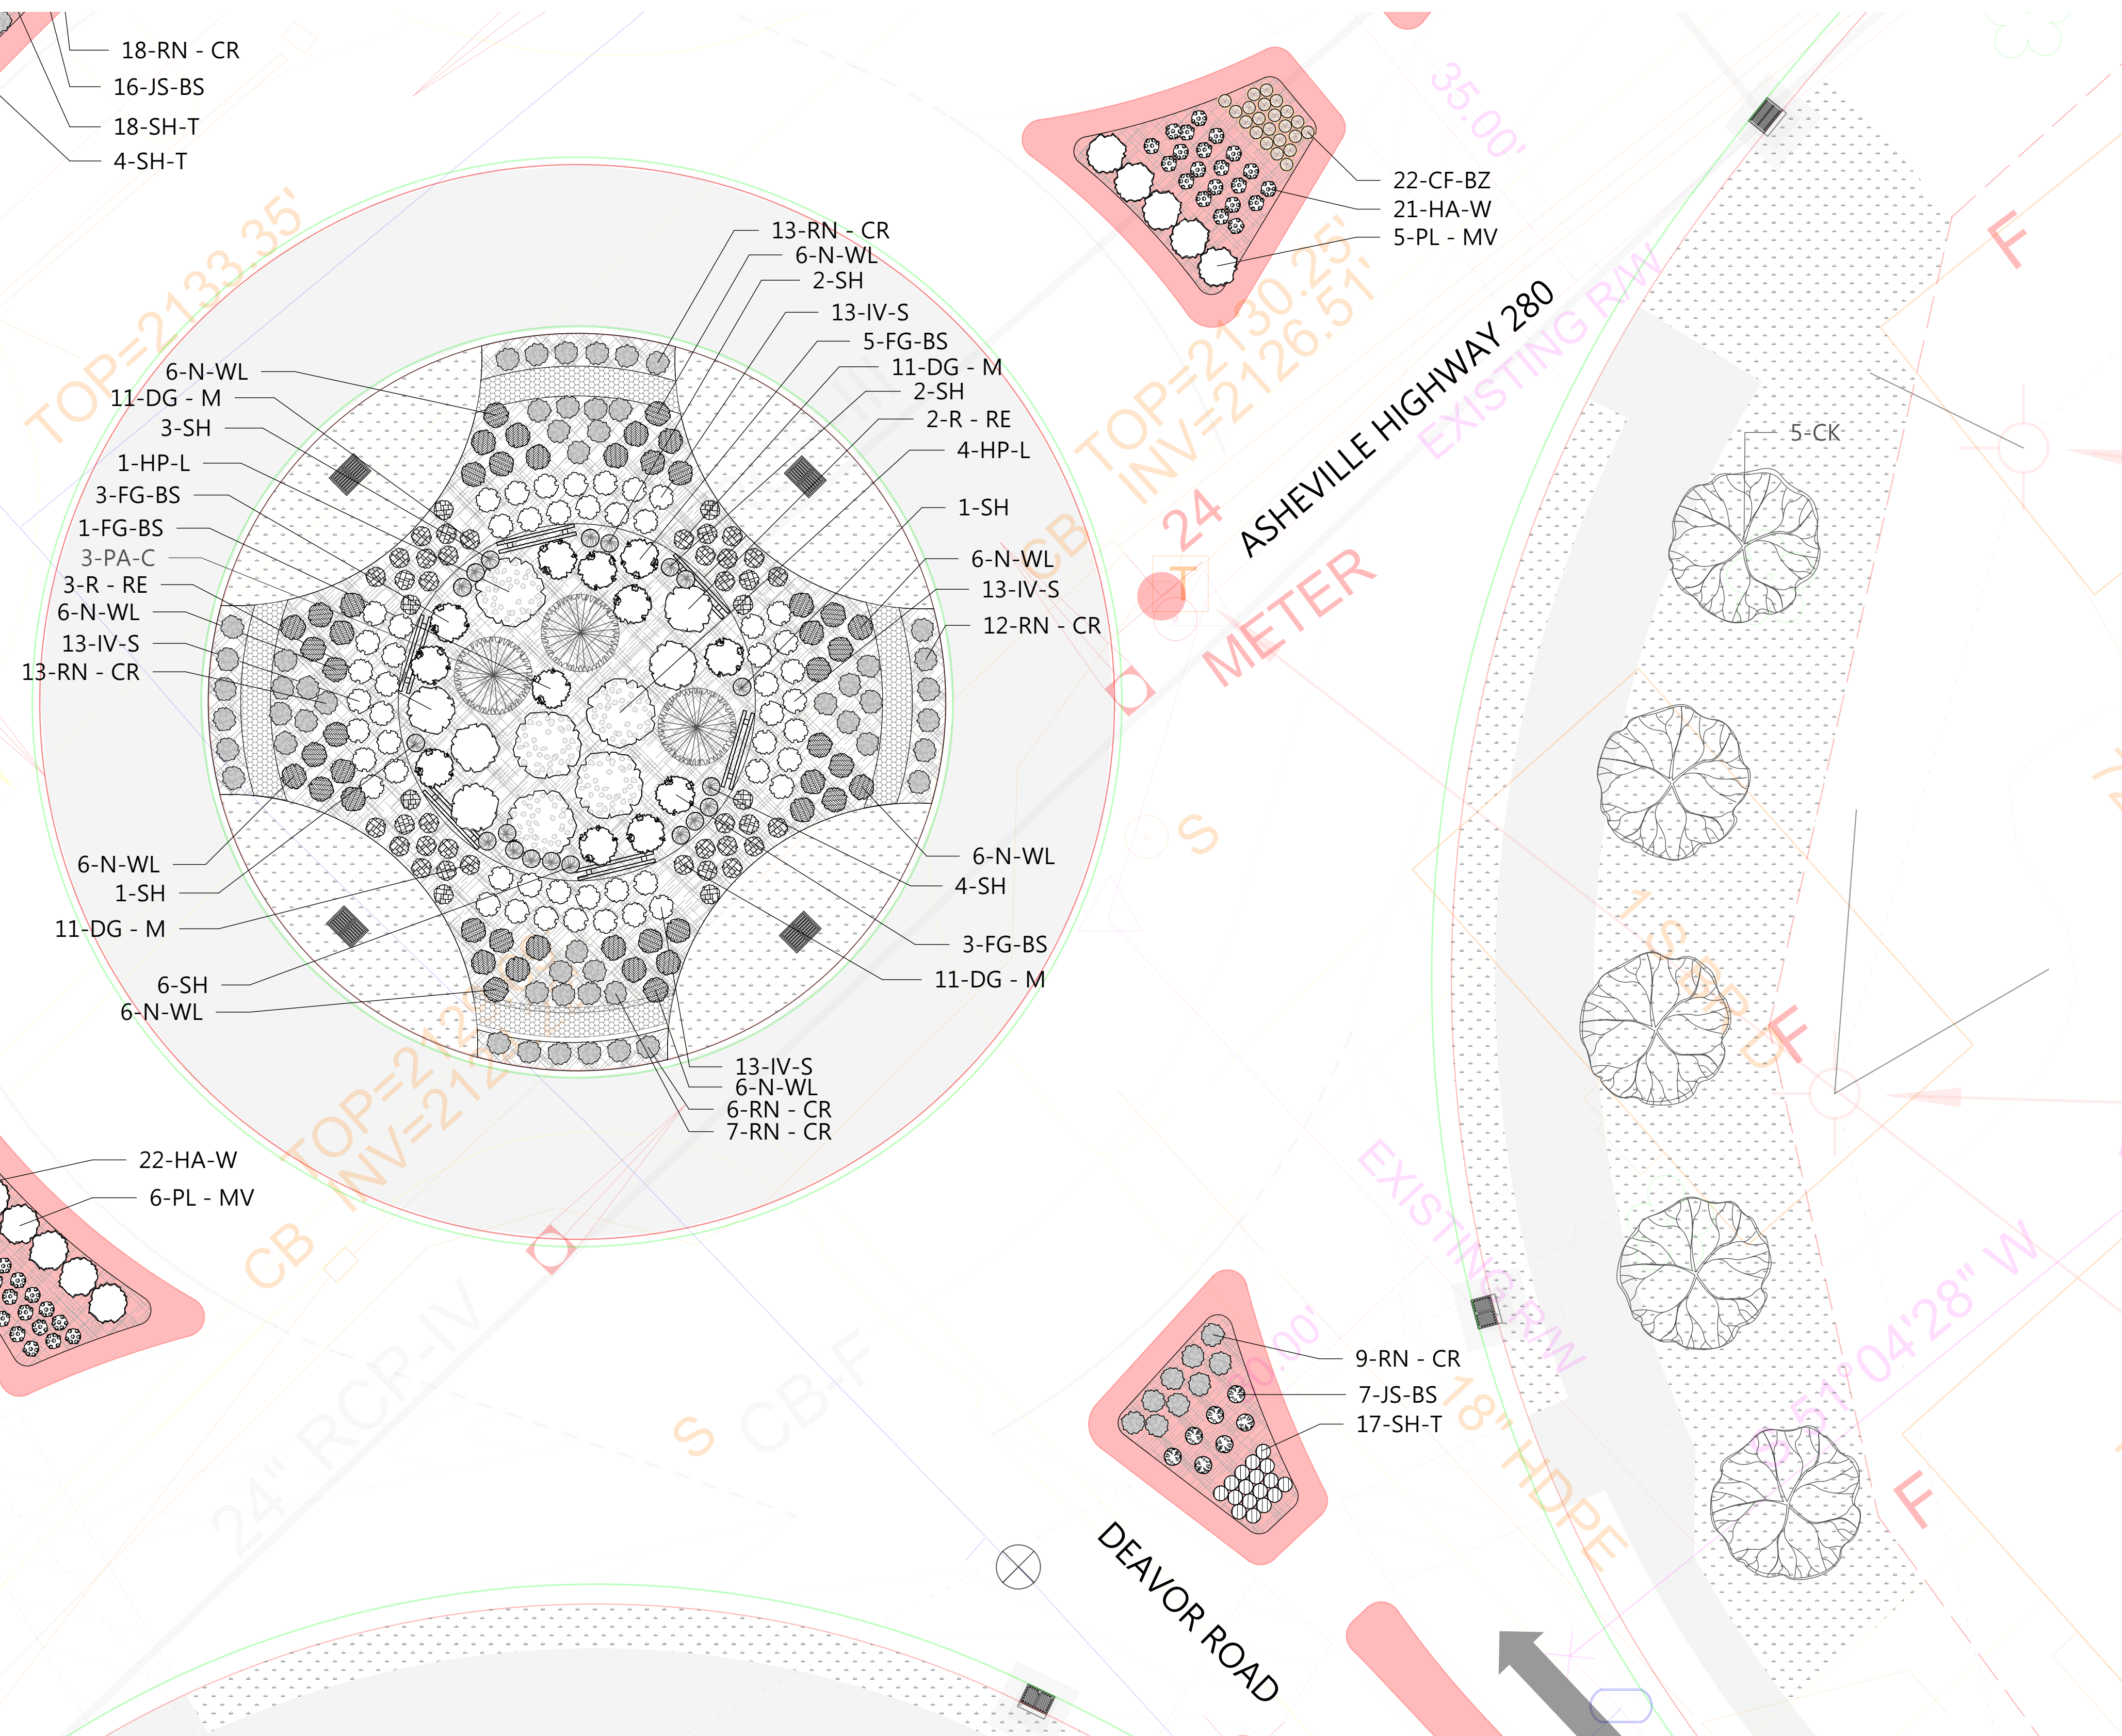 18-RN - CR
16-JS-BS
18-SH-T
4-SH-T
TOP=2133.35'
13-RN - CR
6-N-WL
2-SH
13-IV-S
5-FG-BS
11-DG - M
2-SH
2-R - RE
4-HP-L
1-SH
6-N-WL
13-IV-S
12-RN - CR
6-N-WL
11-DG - M
3-SH
1-HP-L
3-FG-BS
1-FG-BS
3-PA-C
3-R - RE
6-N-WL
13-IV-S
13-RN - CR
6-N-WL
1-SH
11-DG - M
6-SH
6-N-WL
6-N-WL
4-SH
3-FG-BS
11-DG - M
13-IV-S
6-N-WL
6-RN - CR
7-RN - CR
22-CF-BZ
21-HA-W
5-PL - MV
35.00'
TOP=2130.25'
INV=2126.51'
EXISTING R/W
ASHEVILLE HIGHWAY 280
CB
24
T
METER
S
F
5-CK
1 S BR D
F
22-HA-W
6-PL - MV
CB
24" RCP-IV
CB-F
S
EXISTING R/W
9-RN - CR
7-JS-BS
17-SH-T
18" HDPE
S 51°04'28" W
F
DEAVOR ROAD